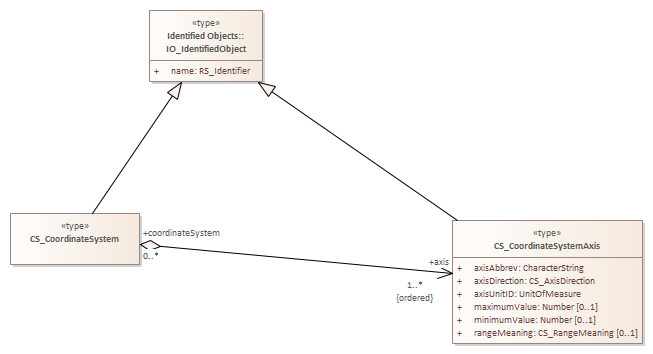 «type»
Identified Objects::
IO_IdentifiedObject
+ name: RS_Identifier
«type»
CS_CoordinateSystem
+coordinateSystem
0..*
+axis
1..*
{ordered}
«type»
CS_CoordinateSystemAxis
+ axisAbbrev: CharacterString
+ axisDirection: CS_AxisDirection
+ axisUnitID: UnitOfMeasure
+ maximumValue: Number [0..1]
+ minimumValue: Number [0..1]
+ rangeMeaning: CS_RangeMeaning [0..1]